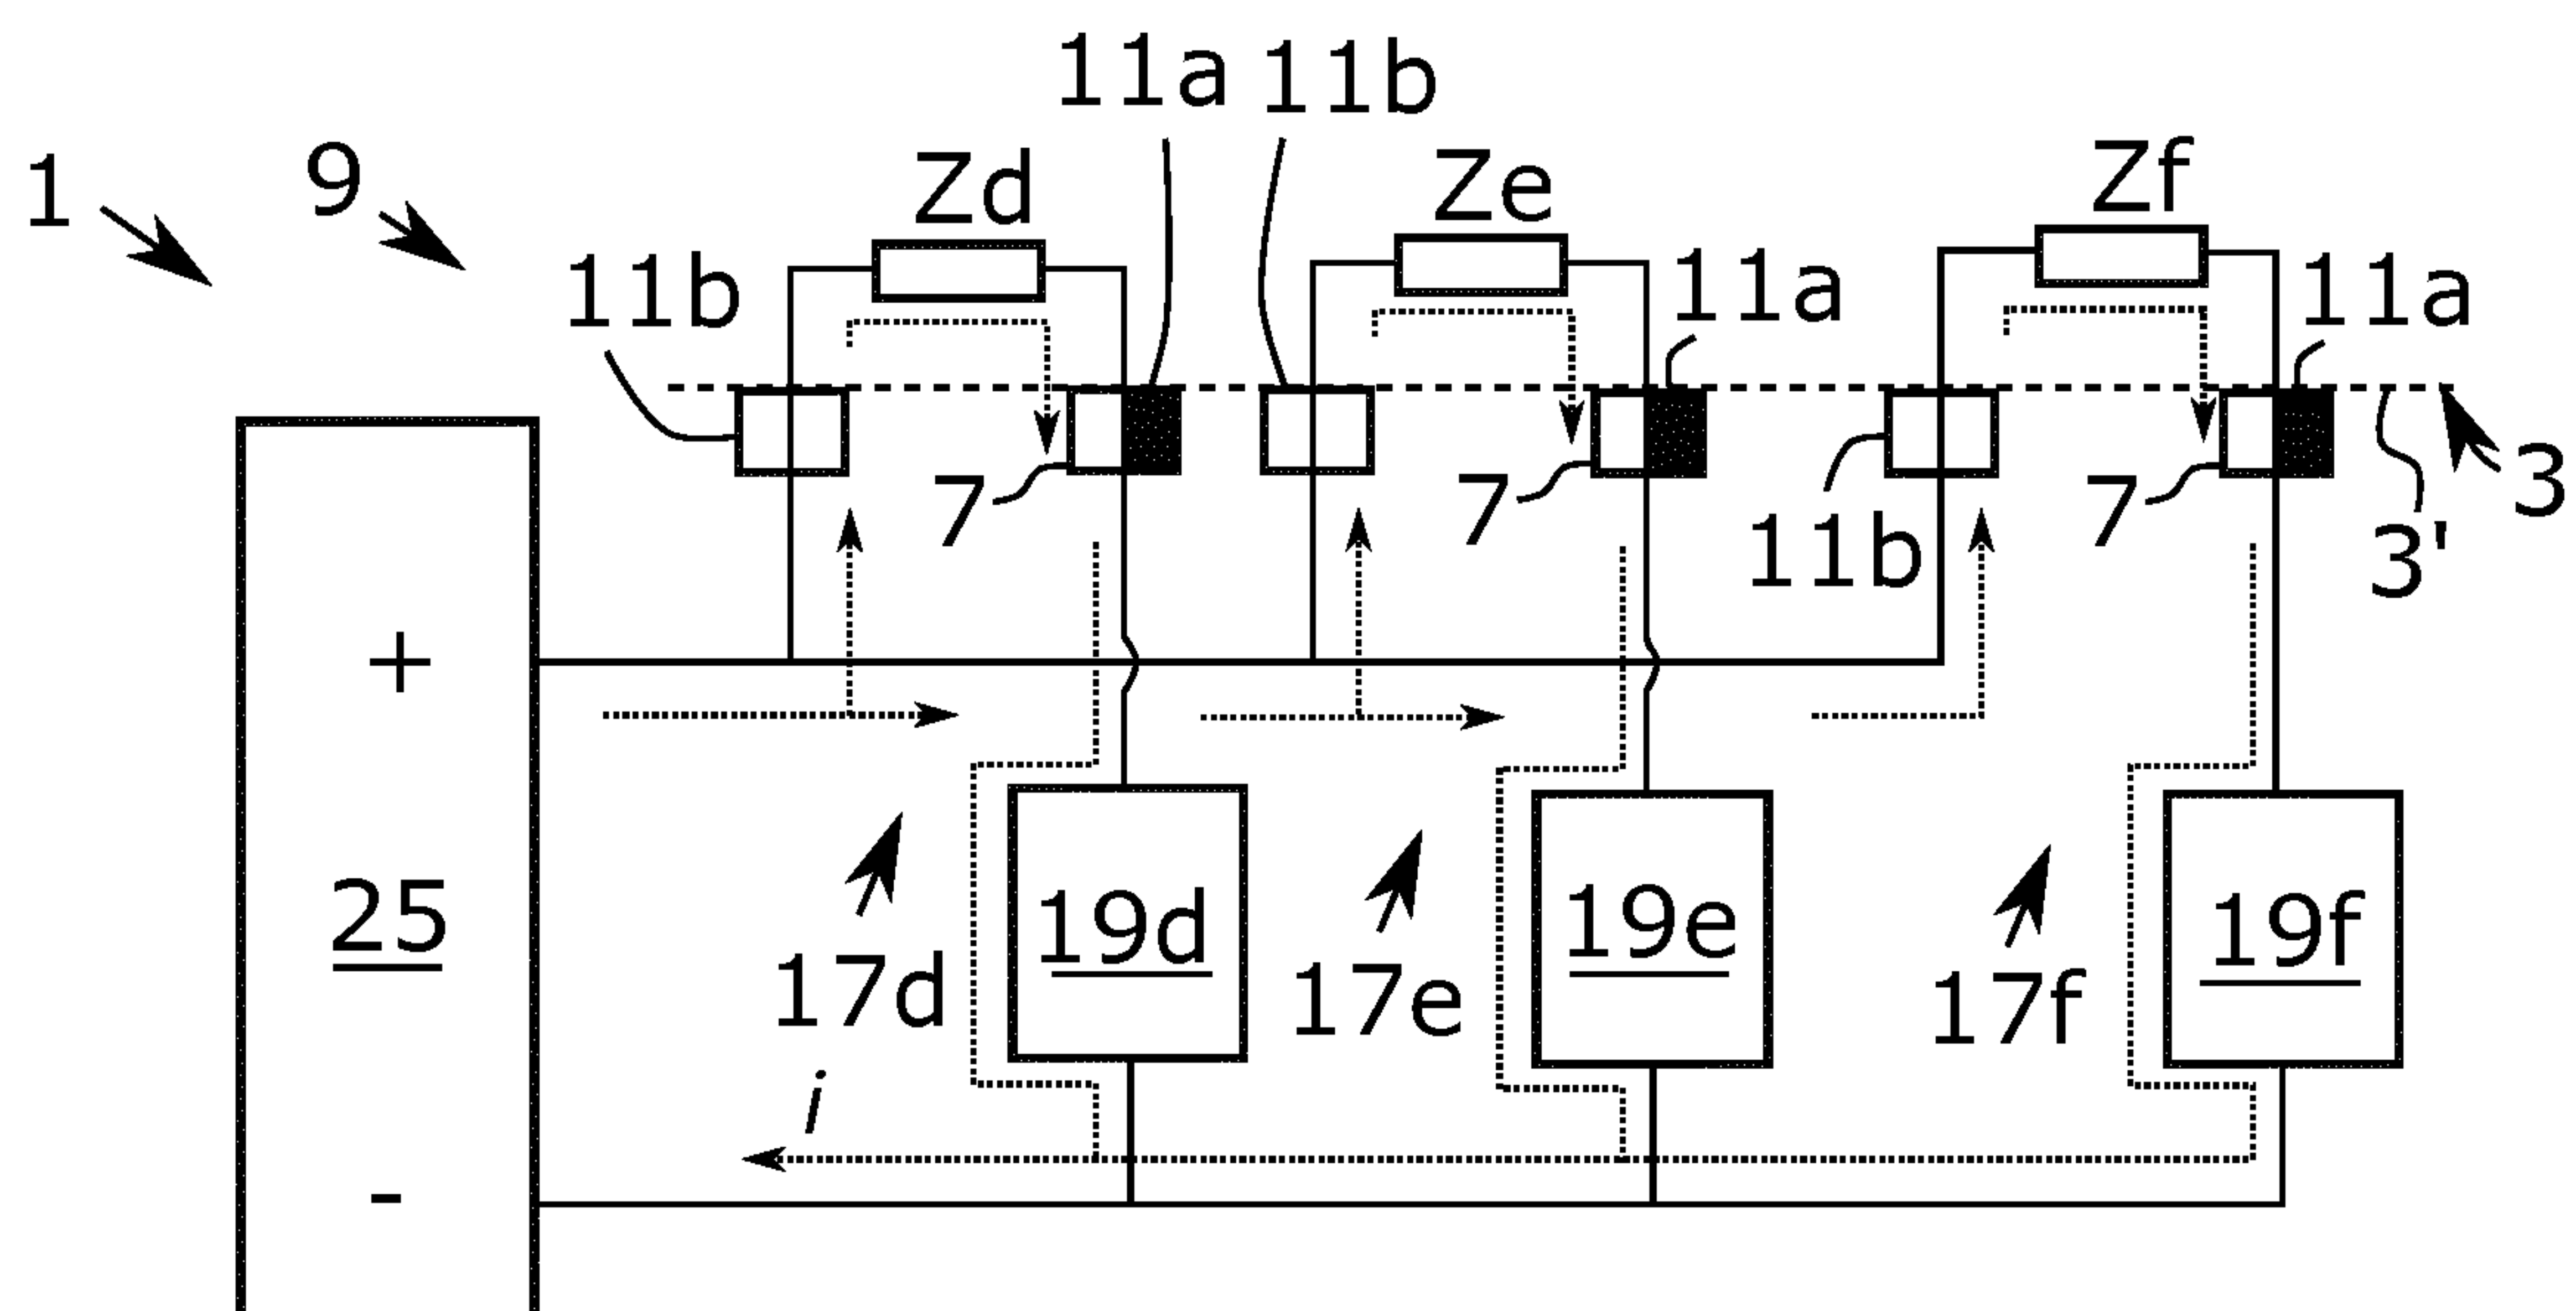 11a 11b
1 9 Zd Ze Zf
11b 11a 11a
7 7 7 3
11b 3'
+
25 19d 19e 19f
17d 17e 17f
i
-